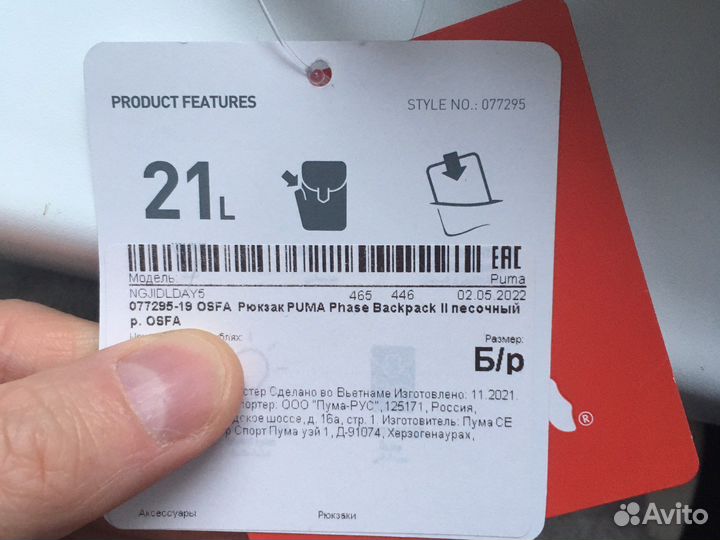 PRODUCT FEATURES STYLE NO.: 077295
21L
EAC
Модель Puma
NGJIDLDAY5 465 446 02.05.2022
077295-19 OSFA Рюкзак PUMA Phase Backpack II песочный
р. OSFA
Размер:
Б/р
Сделано во Вьетнаме Изготовлено: 11.2021.
ООО "Пума-РУС", 125171, Россия,
шоссе, д. 16а, стр. 1. Изготовитель: Пума СЕ
Спорт Пума уэй 1, Д-91074, Херзогенаурах,
Аксессуары Рюкзаки
®
Avito